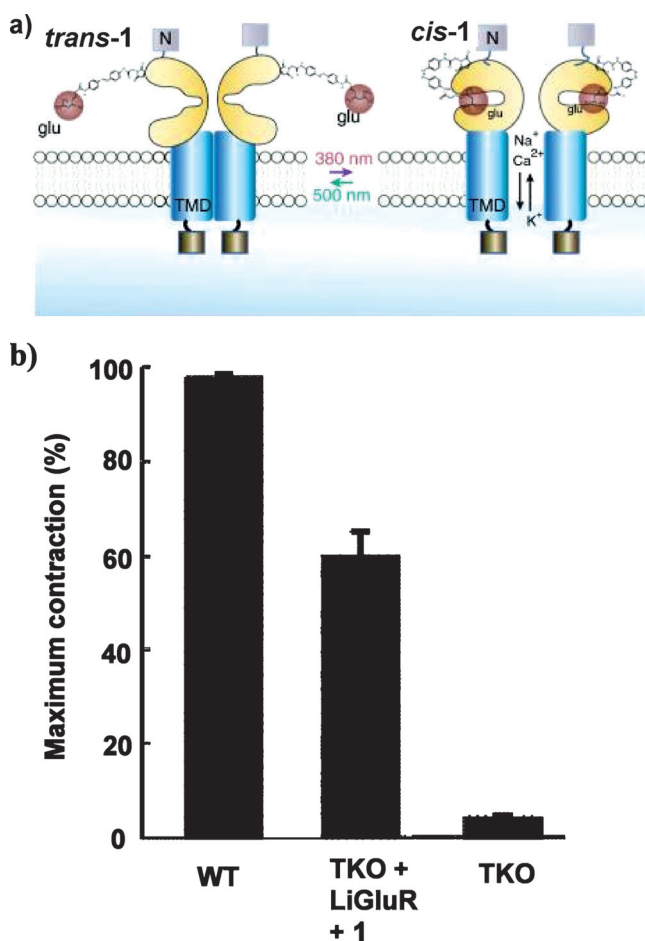 a)
trans-1
cis-1
N
N
glu
glu
glu
glu
Na+
Ca2+
380 nm
500 nm
TMD
TMD
K+
b)
Maximum contraction (%)
100
80
60
40
20
0
WT
TKO +
LiGluR
+ 1
TKO